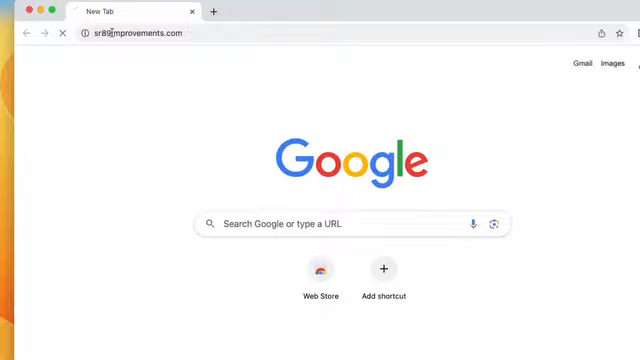 New Tab
sr89improvements.com
Gmail Images
Google
Search Google or type a URL
Web Store Add shortcut